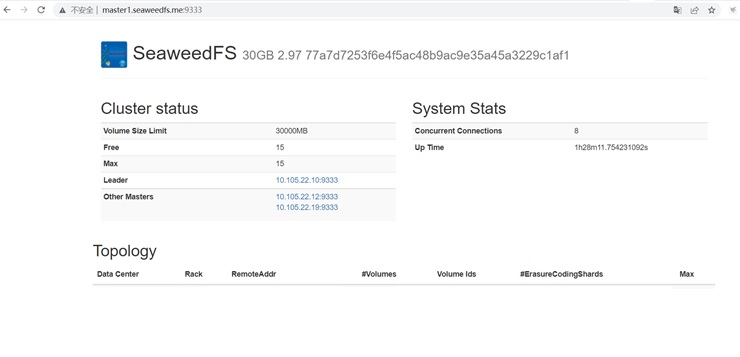 不安全 | master1.seaweedfs.me:9333
SeaweedFS 30GB 2.97 77a7d7253f6e4f5ac48b9ac9e35a45a3229c1af1
Cluster status
Volume Size Limit 30000MB
Free 15
Max 15
Leader 10.105.22.10:9333
Other Masters 10.105.22.12:9333
10.105.22.19:9333
System Stats
Concurrent Connections 8
Up Time 1h28m11.754231092s
Topology
Data Center Rack RemoteAddr #Volumes Volume Ids #ErasureCodingShards Max